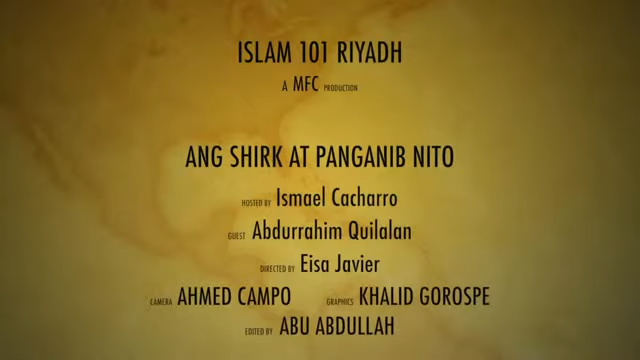 ISLAM 101 RIYADH
A MFC PRODUCTION
ANG SHIRK AT PANGANIB NITO
HOSTED BY Ismael Cacharro
GUEST Abdurrahim Quilalan
DIRECTED BY Eisa Javier
CAMERA AHMED CAMPO GRAPHICS KHALID GOROSPE
EDITED BY ABU ABDULLAH